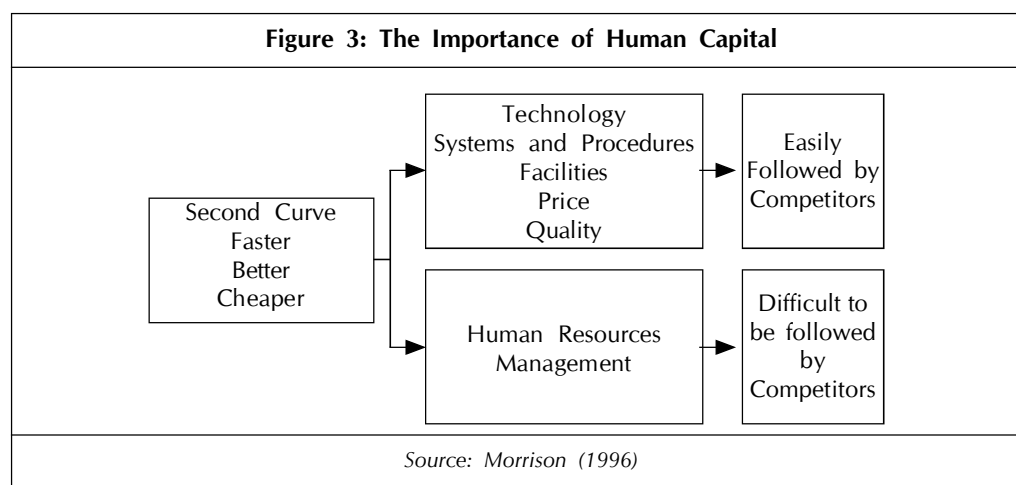 Figure 3: The Importance of Human Capital
Second Curve
Faster
Better
Cheaper
Technology
Systems and Procedures
Facilities
Price
Quality
Easily
Followed by
Competitors
Human Resources
Management
Difficult to
be followed
by
Competitors
Source: Morrison (1996)